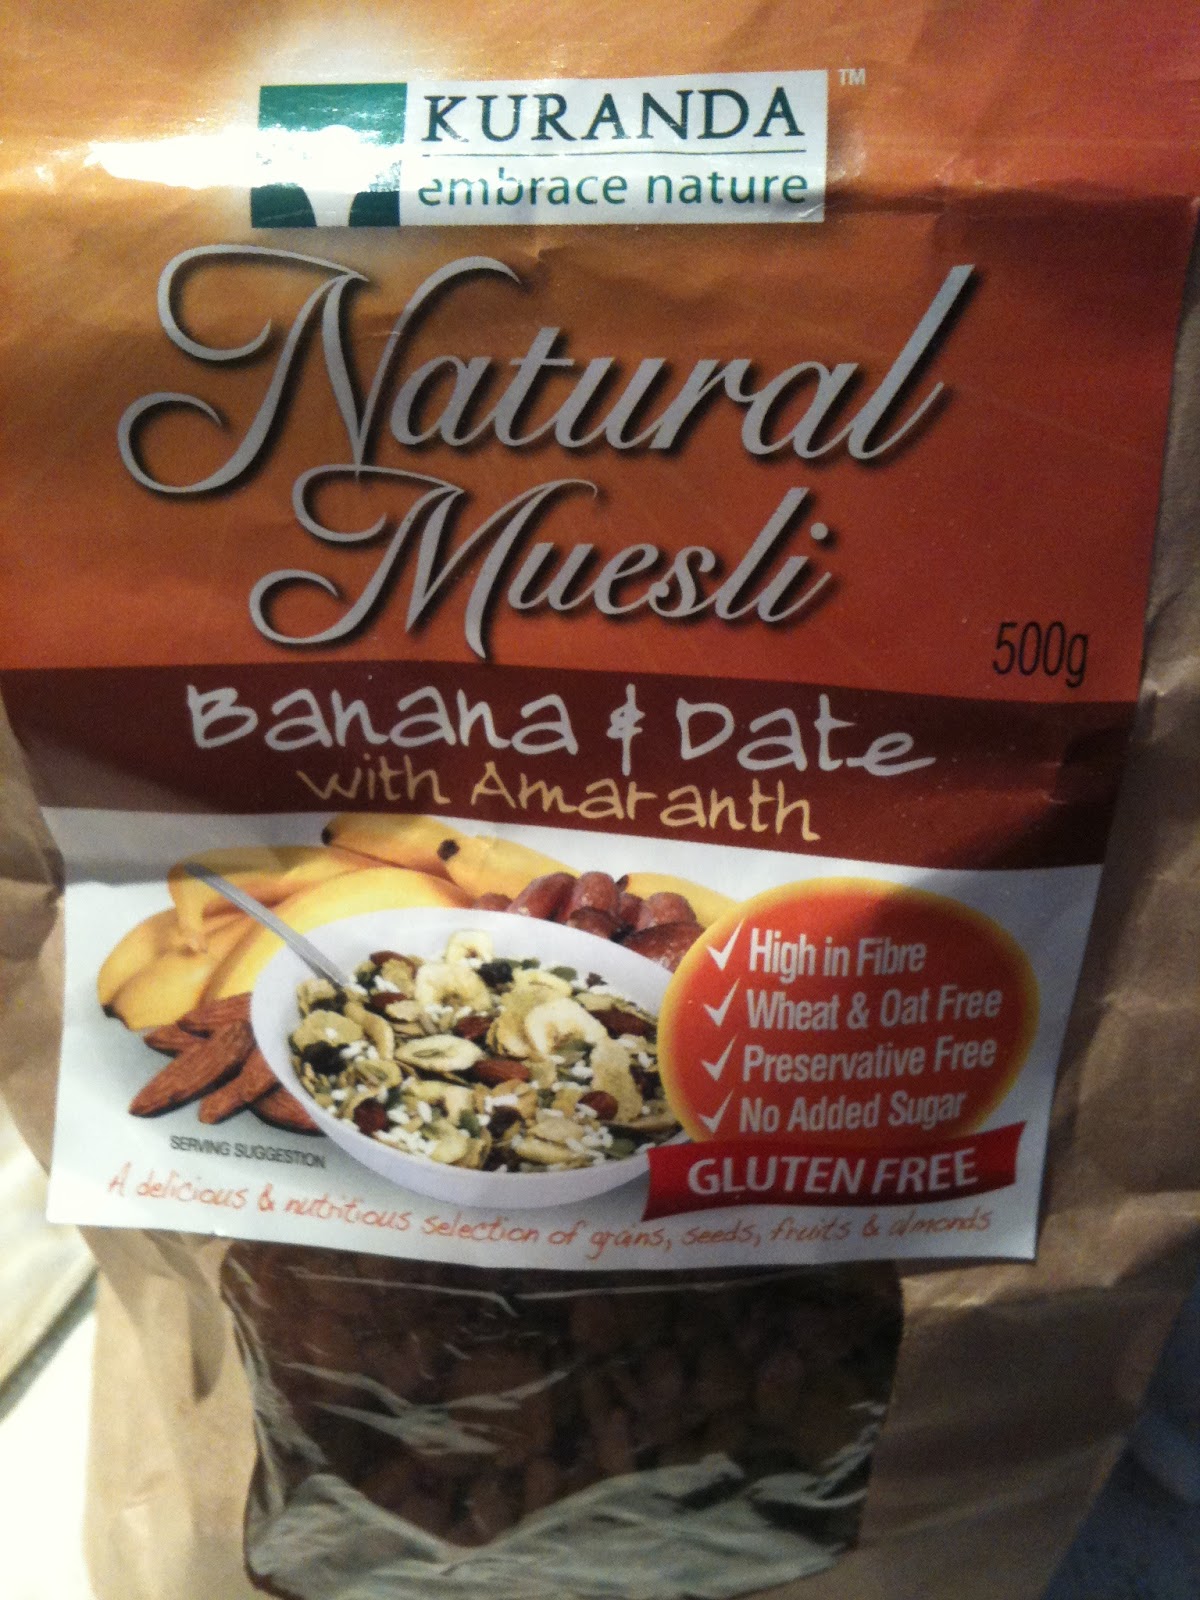 KURANDA
TM
embrace nature
Natural
Muesli
500g
Banana & Date
with Amaranth
High in Fibre
Wheat & Oat Free
Preservative Free
No Added Sugar
GLUTEN FREE
SERVING SUGGESTION
A delicious & nutritious selection of grains, seeds, fruits & almonds